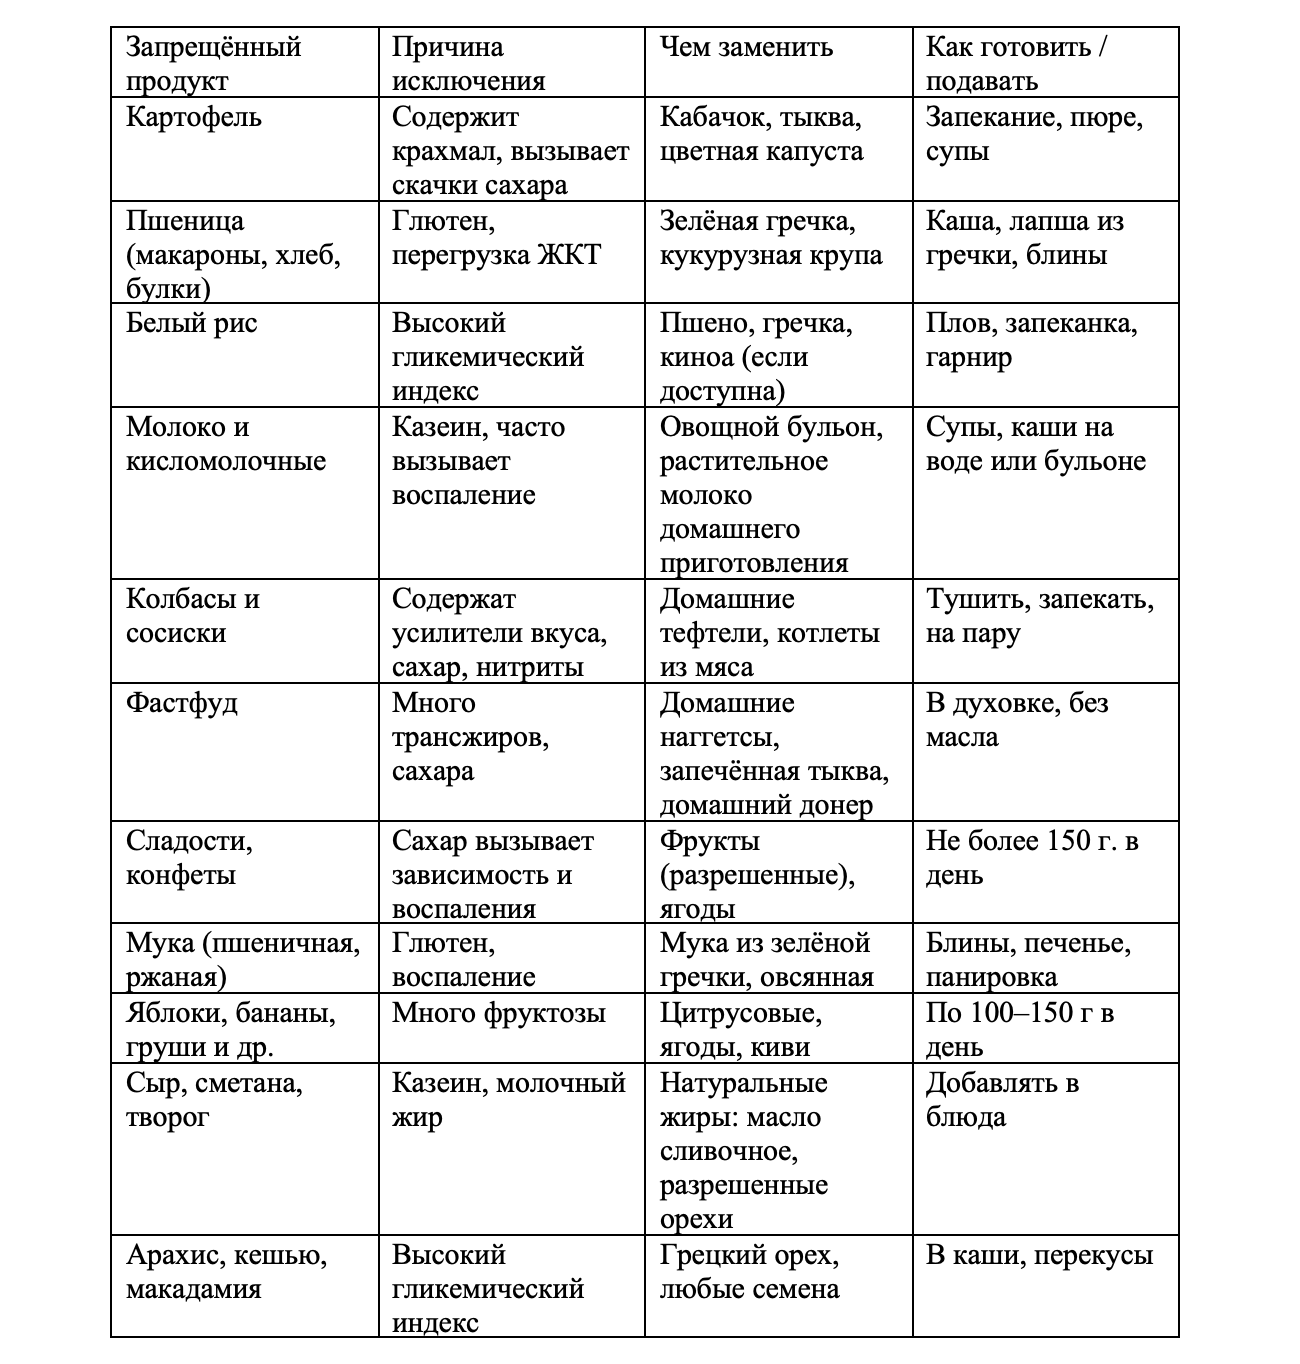 Запрещённый
продукт
Причина
исключения
Чем заменить
Как готовить /
подавать
Картофель
Содержит
крахмал, вызывает
скачки сахара
Кабачок, тыква,
цветная капуста
Запекание, пюре,
супы
Пшеница
(макароны, хлеб,
булки)
Глютен,
перегрузка ЖКТ
Зелёная гречка,
кукурузная крупа
Каша, лапша из
гречки, блины
Белый рис
Высокий
гликемический
индекс
Пшено, гречка,
киноа (если
доступна)
Плов, запеканка,
гарнир
Молоко и
кисломолочные
Казеин, часто
вызывает
воспаление
Овощной бульон,
растительное
молоко
домашнего
приготовления
Супы, каши на
воде или бульоне
Колбасы и
сосиски
Содержат
усилители вкуса,
сахар, нитриты
Домашние
тефтели, котлеты
из мяса
Тушить, запекать,
на пару
Фастфуд
Много
трансжиров,
сахара
Домашние
наггетсы,
запечённая тыква,
домашний донер
В духовке, без
масла
Сладости,
конфеты
Сахар вызывает
зависимость и
воспаления
Фрукты
(разрешенные),
ягоды
Не более 150 г. в
день
Мука (пшеничная,
ржаная)
Глютен,
воспаление
Мука из зелёной
гречки, овсянная
Блины, печенье,
панировка
Яблоки, бананы,
груши и др.
Много фруктозы
Цитрусовые,
ягоды, киви
По 100–150 г в
день
Сыр, сметана,
творог
Казеин, молочный
жир
Натуральные
жиры: масло
сливочное,
разрешенные
орехи
Добавлять в
блюда
Арахис, кешью,
макадамия
Высокий
гликемический
индекс
Грецкий орех,
любые семена
В каши, перекусы